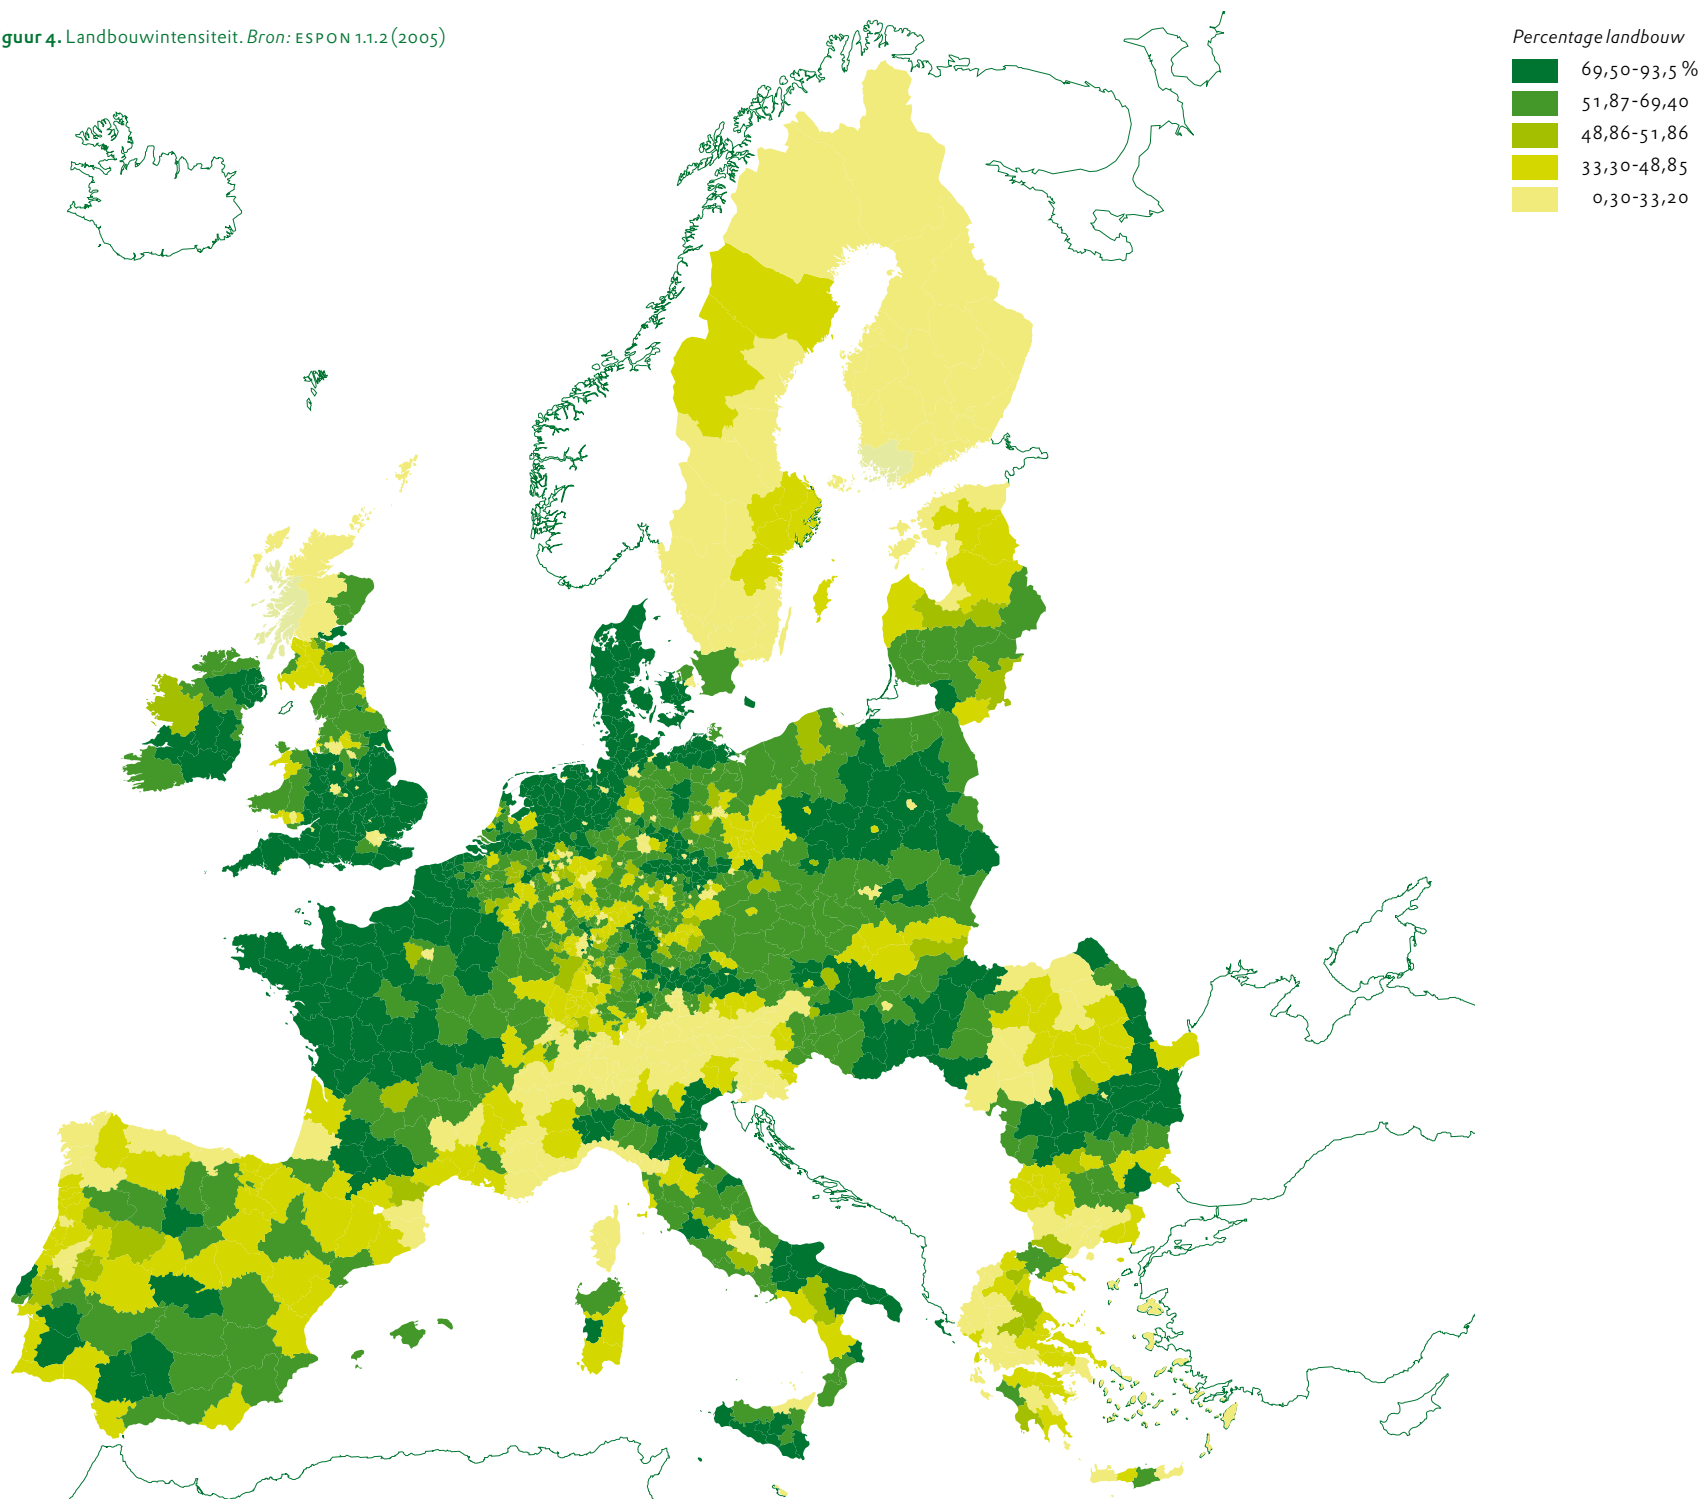 guur 4. Landbouwintensiteit. Bron: ESPON 1.1.2 (2005)
Percentage landbouw
69,50-93,5 %
51,87-69,40
48,86-51,86
33,30-48,85
0,30-33,20